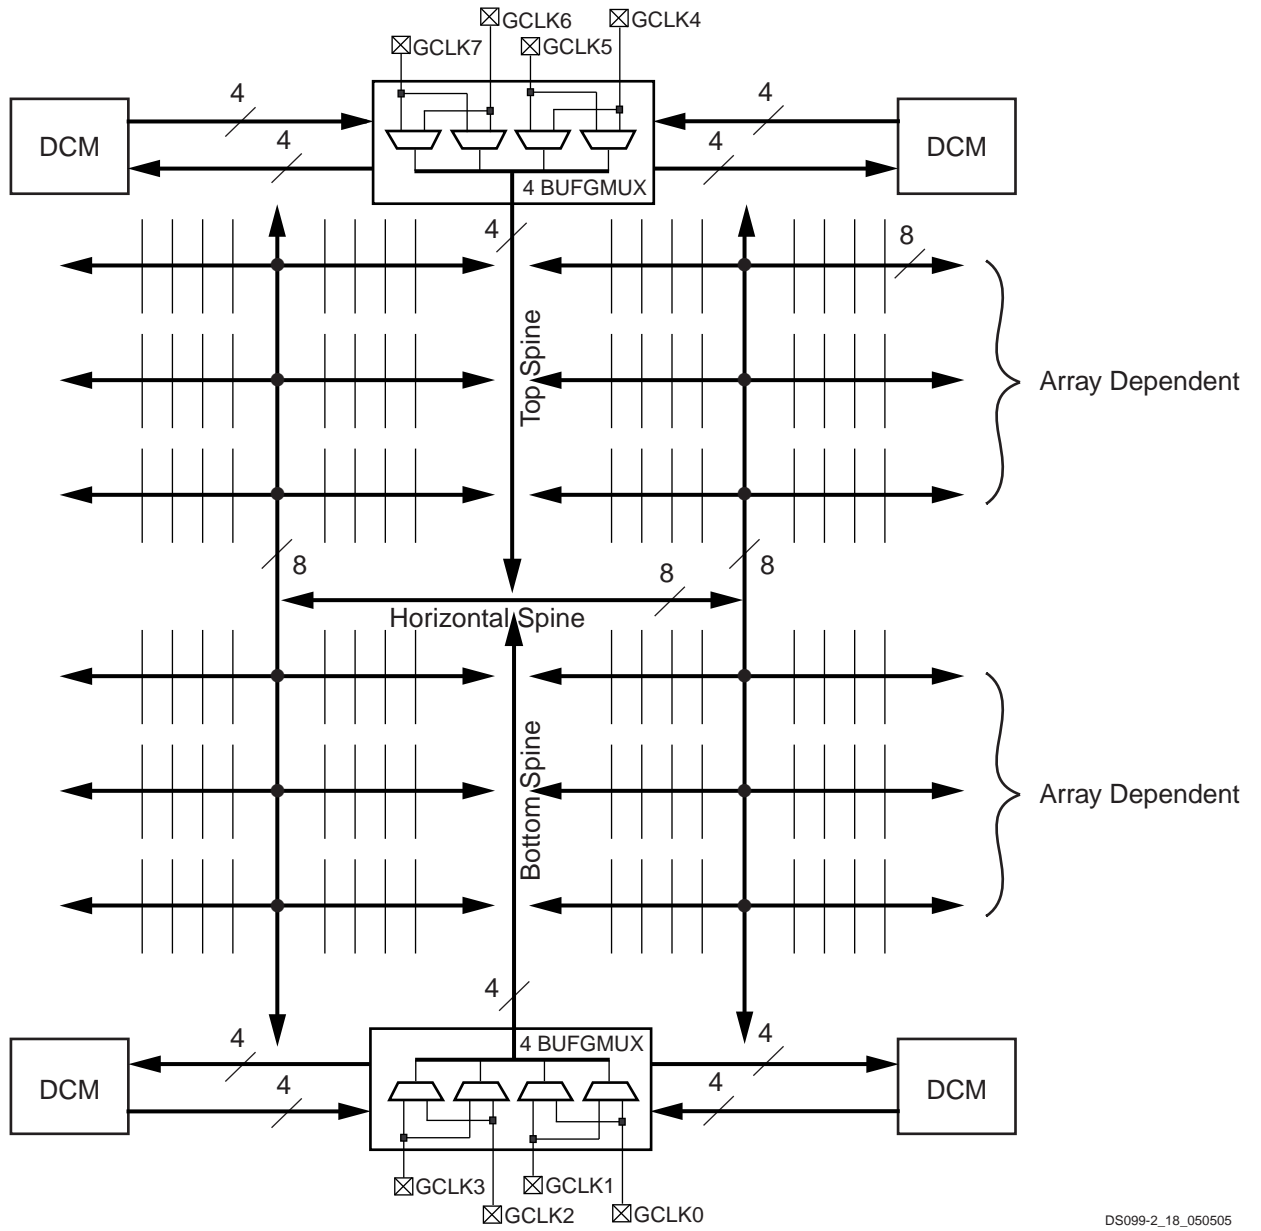 GCLK6
GCLK4
GCLK7
GCLK5
4
4
DCM
DCM
4
4
4 BUFGMUX
4
8
Top Spine
Array Dependent
8
8
8
Horizontal Spine
Bottom Spine
Array Dependent
4
4 BUFGMUX
4
4
DCM
DCM
4
4
GCLK3
GCLK1
GCLK2
GCLK0
DS099-2_18_050505